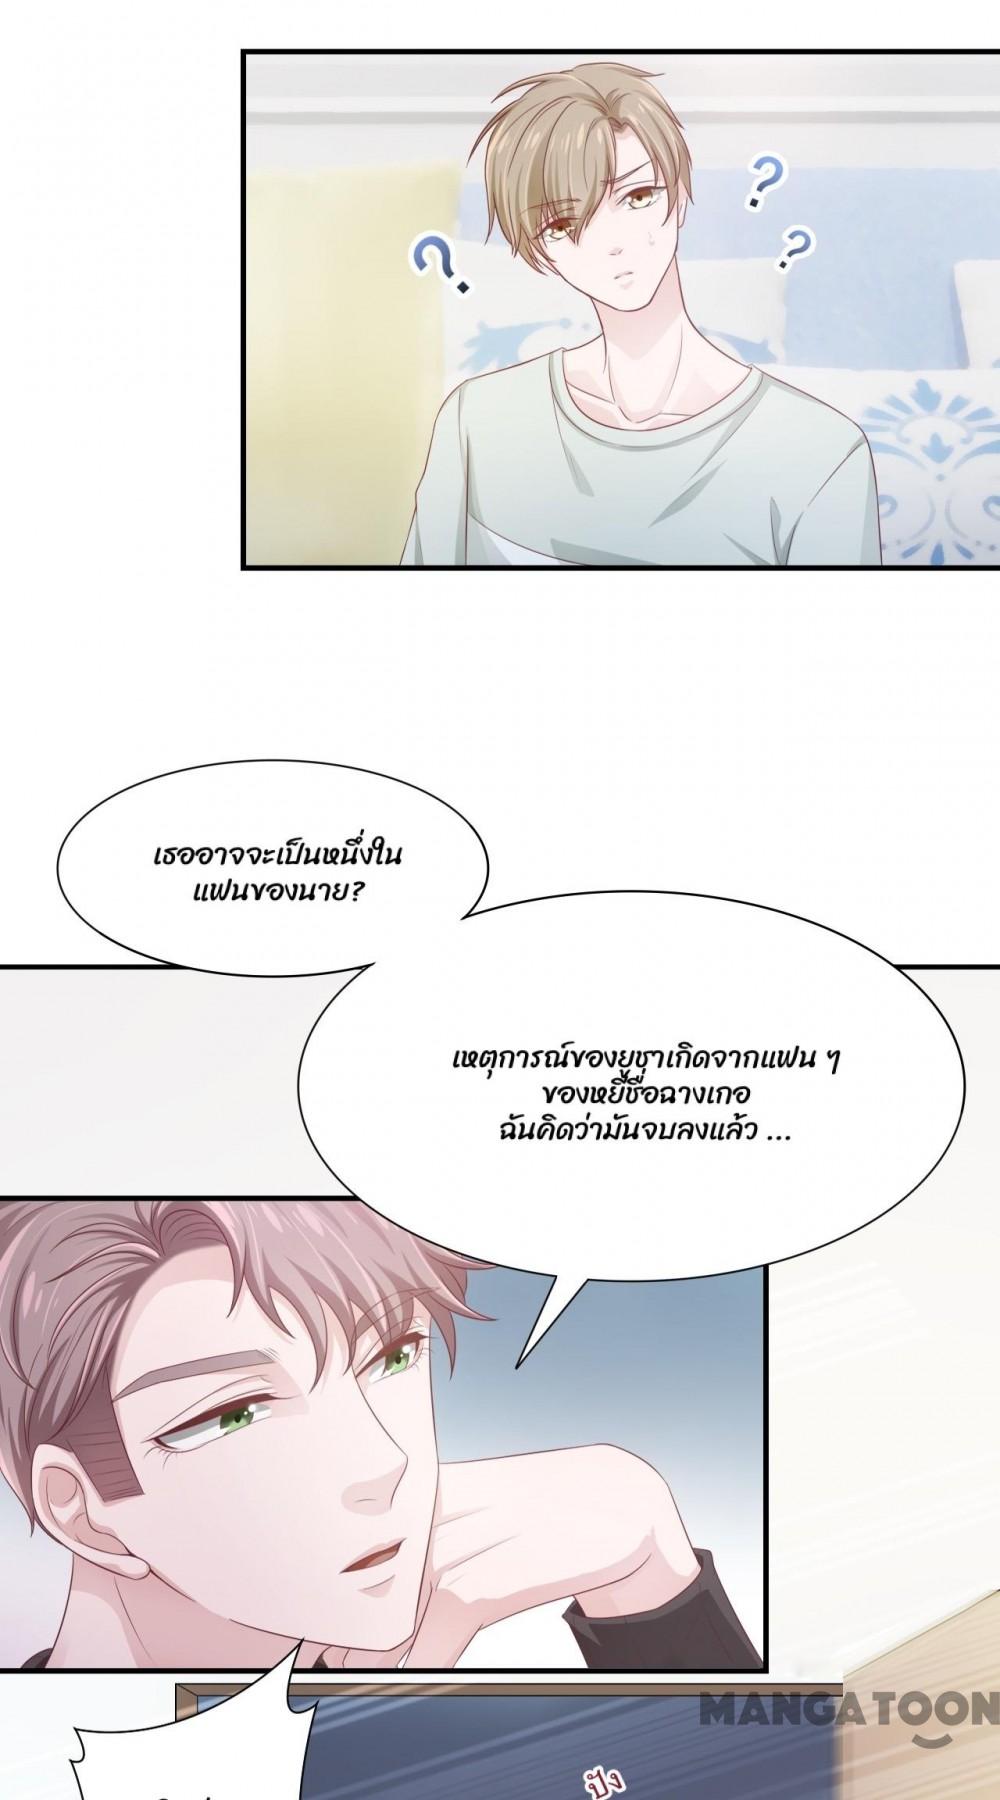 ?
?
?
เธออาจจะเป็นหนึ่งใน
แฟนของนาย?
เหตุการณ์ของยูชูาเกิดจากแฟน ๆ
ของหยี่ชื่อฉางเกอ
ฉันคิดว่ามันจบลงแล้ว ...
MANGATOON
ปัง